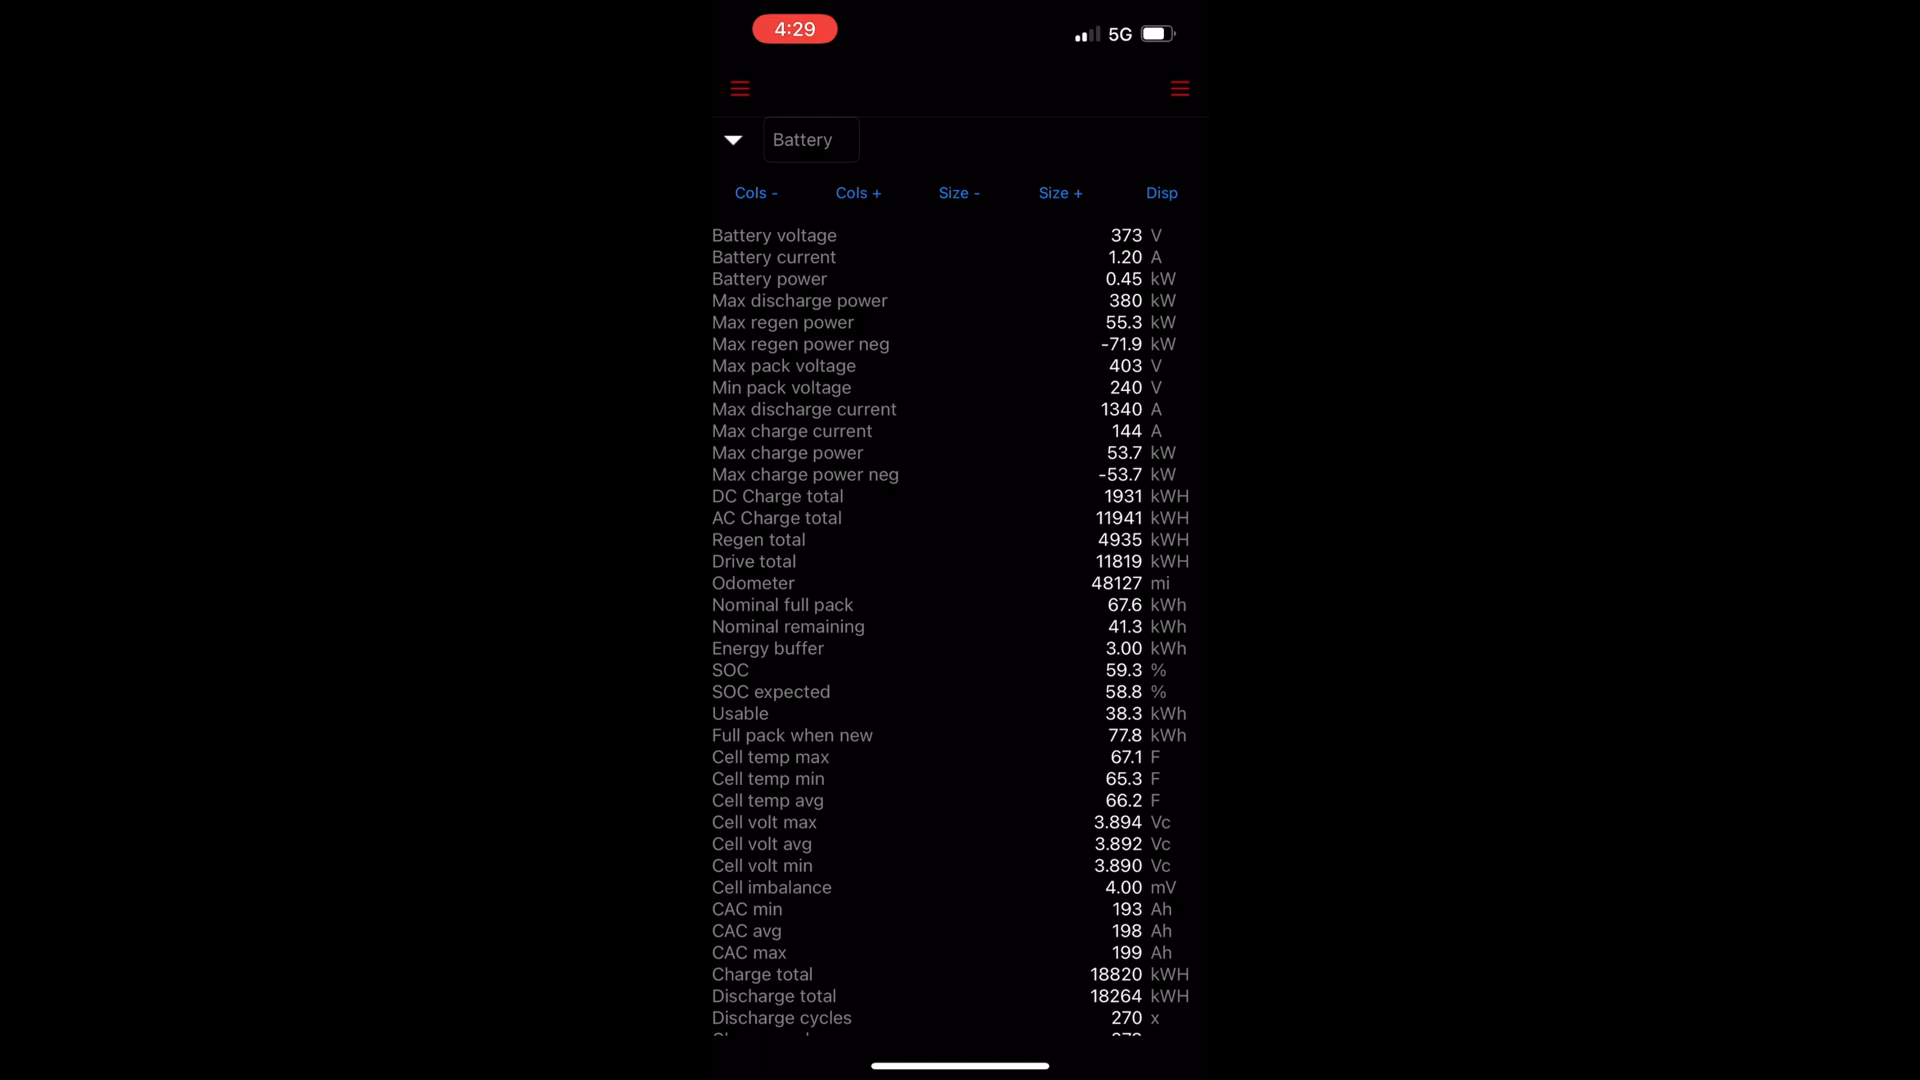 4:29
5G
Battery
Cols - Cols + Size - Size + Disp
Battery voltage 373 V
Battery current 1.20 A
Battery power 0.45 kW
Max discharge power 380 kW
Max regen power 55.3 kW
Max regen power neg -71.9 kW
Max pack voltage 403 V
Min pack voltage 240 V
Max discharge current 1340 A
Max charge current 144 A
Max charge power 53.7 kW
Max charge power neg -53.7 kW
DC Charge total 1931 kWH
AC Charge total 11941 kWH
Regen total 4935 kWH
Drive total 11819 kWH
Odometer 48127 mi
Nominal full pack 67.6 kWh
Nominal remaining 41.3 kWh
Energy buffer 3.00 kWh
SOC 59.3 %
SOC expected 58.8 %
Usable 38.3 kWh
Full pack when new 77.8 kWh
Cell temp max 67.1 F
Cell temp min 65.3 F
Cell temp avg 66.2 F
Cell volt max 3.894 Vc
Cell volt avg 3.892 Vc
Cell volt min 3.890 Vc
Cell imbalance 4.00 mV
CAC min 193 Ah
CAC avg 198 Ah
CAC max 199 Ah
Charge total 18820 kWH
Discharge total 18264 kWH
Discharge cycles 270 x